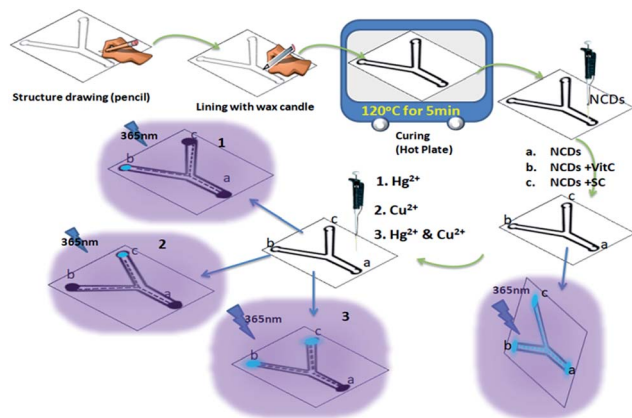 Structure drawing (pencil)
Lining with wax candle
120°C for 5min
Curing
(Hot Plate)
NCDs
a. NCDs
b. NCDs +VitC
c. NCDs +SC
365nm
c
1
b
a
1. Hg²⁺
2. Cu²⁺
3. Hg²⁺ & Cu²⁺
c
b
a
c
b
a
365nm
2
c
b
a
365nm
3
c
b
a
365nm
c
b
a